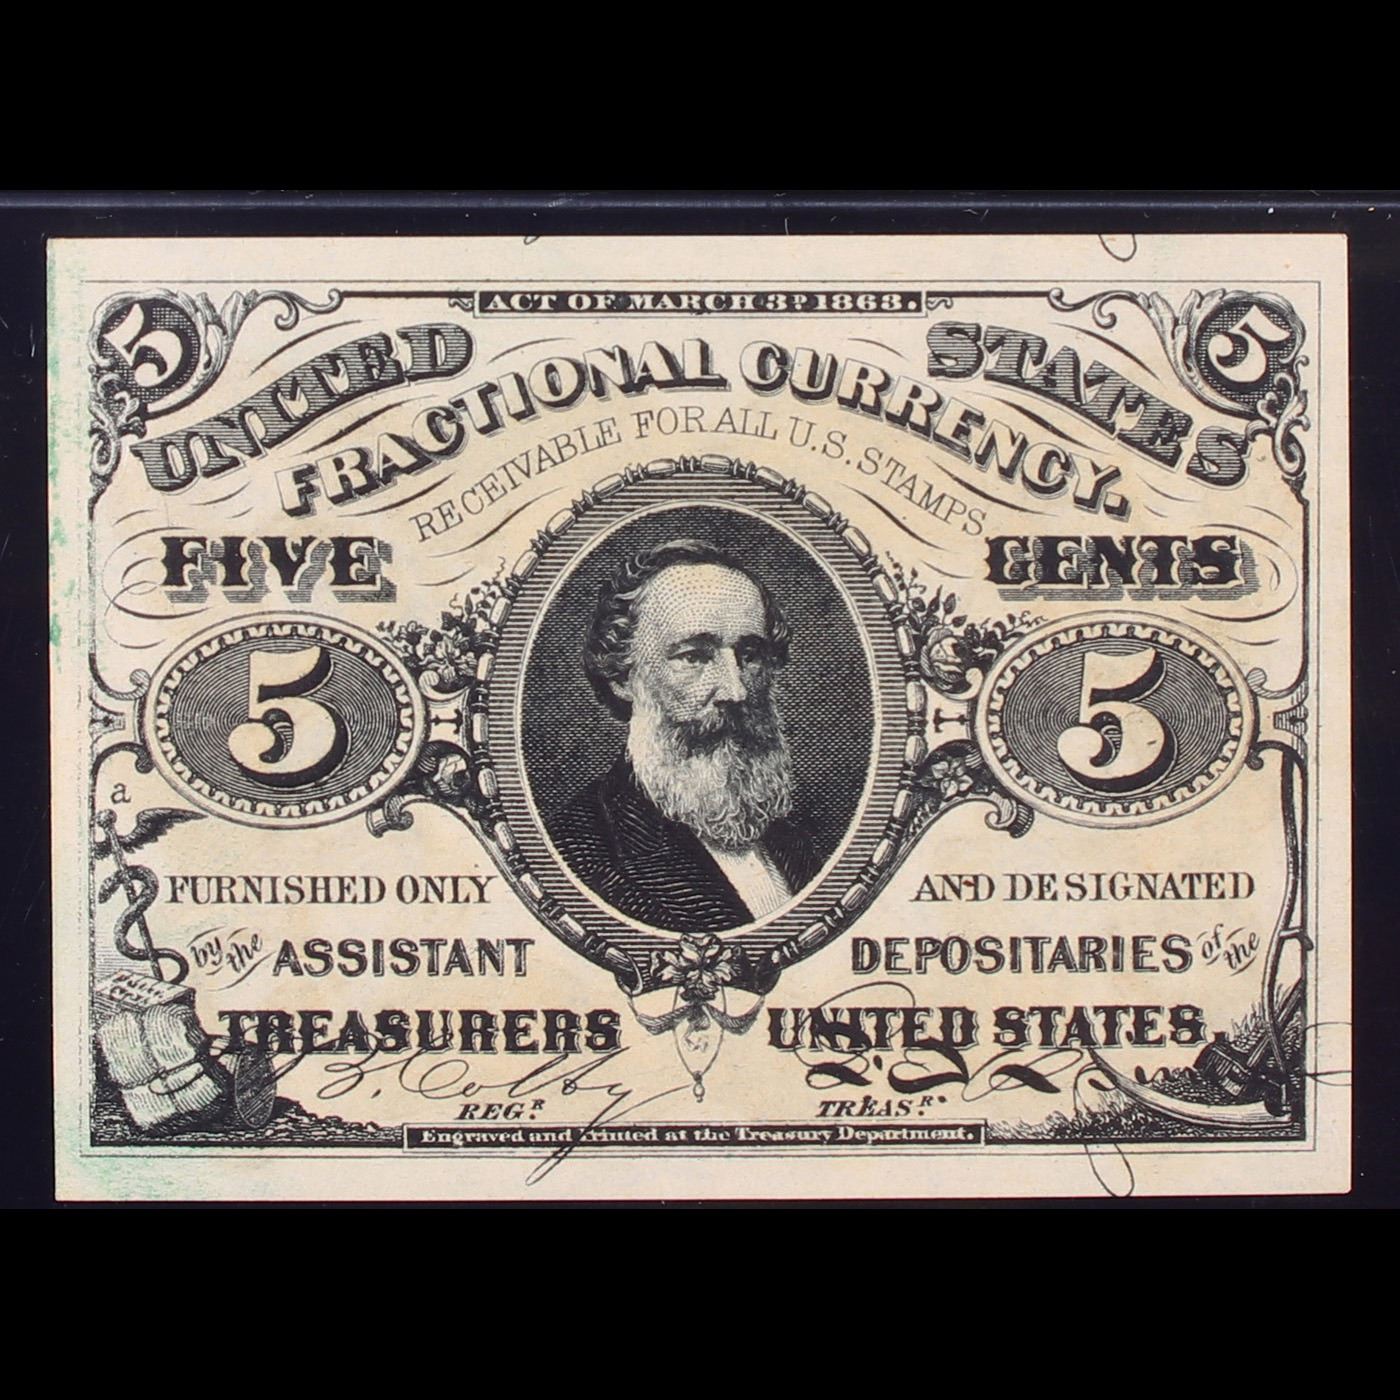 ACT OF MARCH 3D 1863.
5 5
UNITED STATES
FRACTIONAL CURRENCY.
RECEIVABLE FOR ALL U.S. STAMPS
FIVE CENTS
5 5
a
FURNISHED ONLY AND DESIGNATED
by the ASSISTANT DEPOSITARIES of the
TREASURERS UNITED STATES.
S. B. Colby
REGR. TREASR.
Engraved and Printed at the Treasury Department.